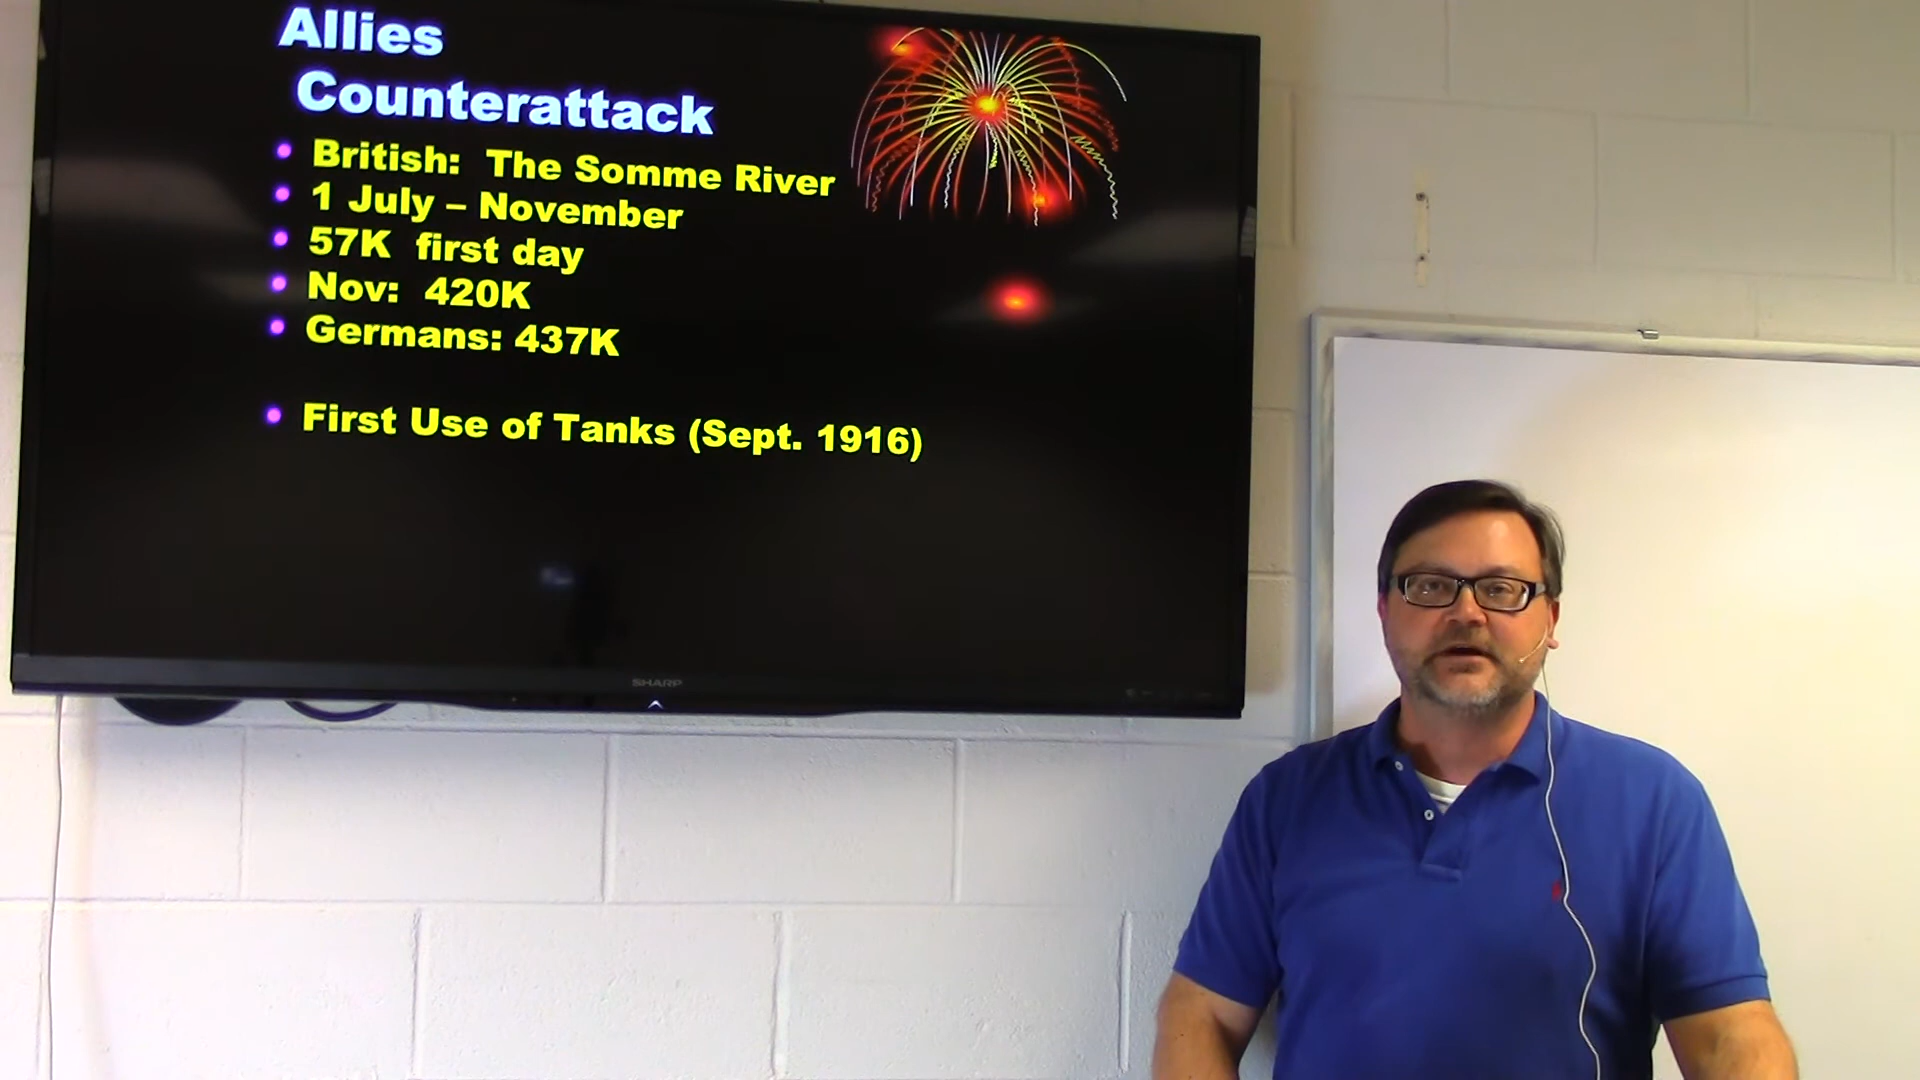 Allies
Counterattack
British: The Somme River
1 July – November
57K first day
Nov: 420K
Germans: 437K
First Use of Tanks (Sept. 1916)
SHARP